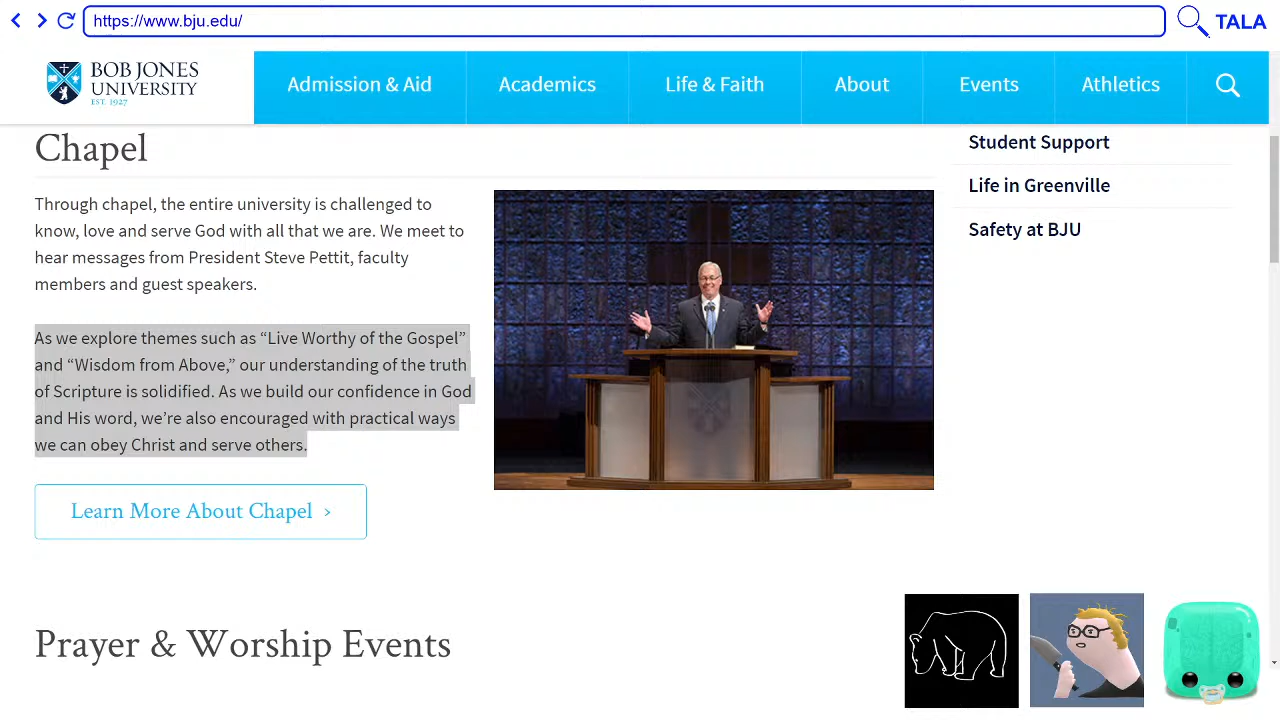 https://www.bju.edu/
TALA
BOB JONES
UNIVERSITY
EST. 1927
Admission & Aid
Academics
Life & Faith
About
Events
Athletics
Chapel
Through chapel, the entire university is challenged to
know, love and serve God with all that we are. We meet to
hear messages from President Steve Pettit, faculty
members and guest speakers.
As we explore themes such as “Live Worthy of the Gospel”
and “Wisdom from Above,” our understanding of the truth
of Scripture is solidified. As we build our confidence in God
and His word, we’re also encouraged with practical ways
we can obey Christ and serve others.
Learn More About Chapel ›
Student Support
Life in Greenville
Safety at BJU
Prayer & Worship Events